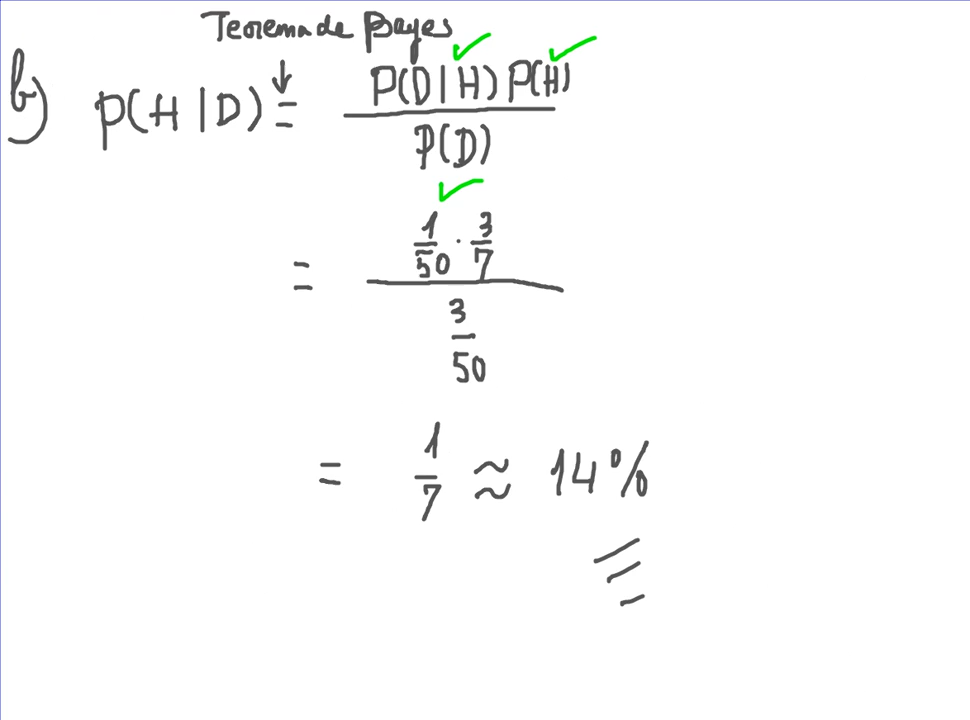 Teorema de Bayes
b) P(H|D) = P(D|H) P(H) / P(D)
= 1/50 · 3/7 / 3/50
= 1/7 ≈ 14%